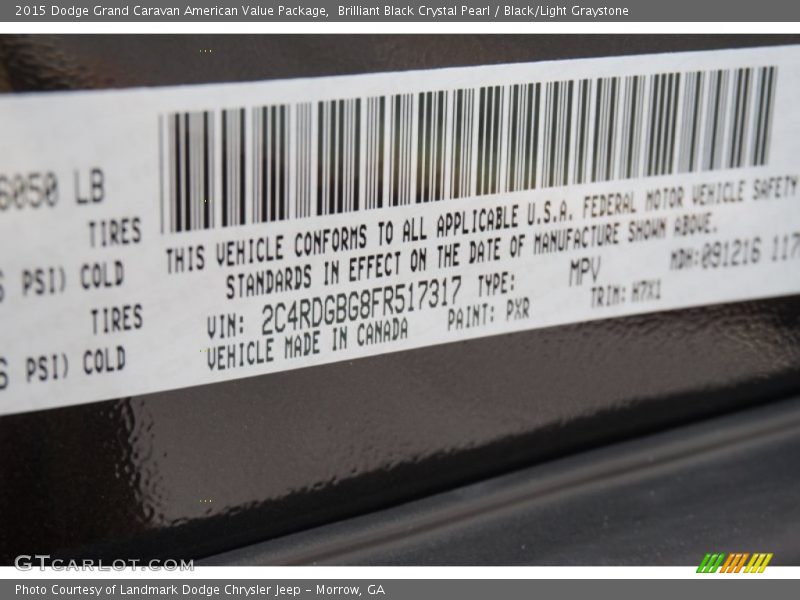 2015 Dodge Grand Caravan American Value Package,  Brilliant Black Crystal Pearl / Black/Light Graystone
6050 LB
TIRES
PSI) COLD
TIRES
PSI) COLD
THIS VEHICLE CONFORMS TO ALL APPLICABLE U.S.A. FEDERAL MOTOR VEHICLE SAFETY
STANDARDS IN EFFECT ON THE DATE OF MANUFACTURE SHOWN ABOVE.
VIN: 2C4RDGBG8FR517317 TYPE: MPV MDH:091216 117
VEHICLE MADE IN CANADA PAINT: PXR TRIM: H7X1
GTCARLOT.COM
Photo Courtesy of Landmark Dodge Chrysler Jeep – Morrow, GA